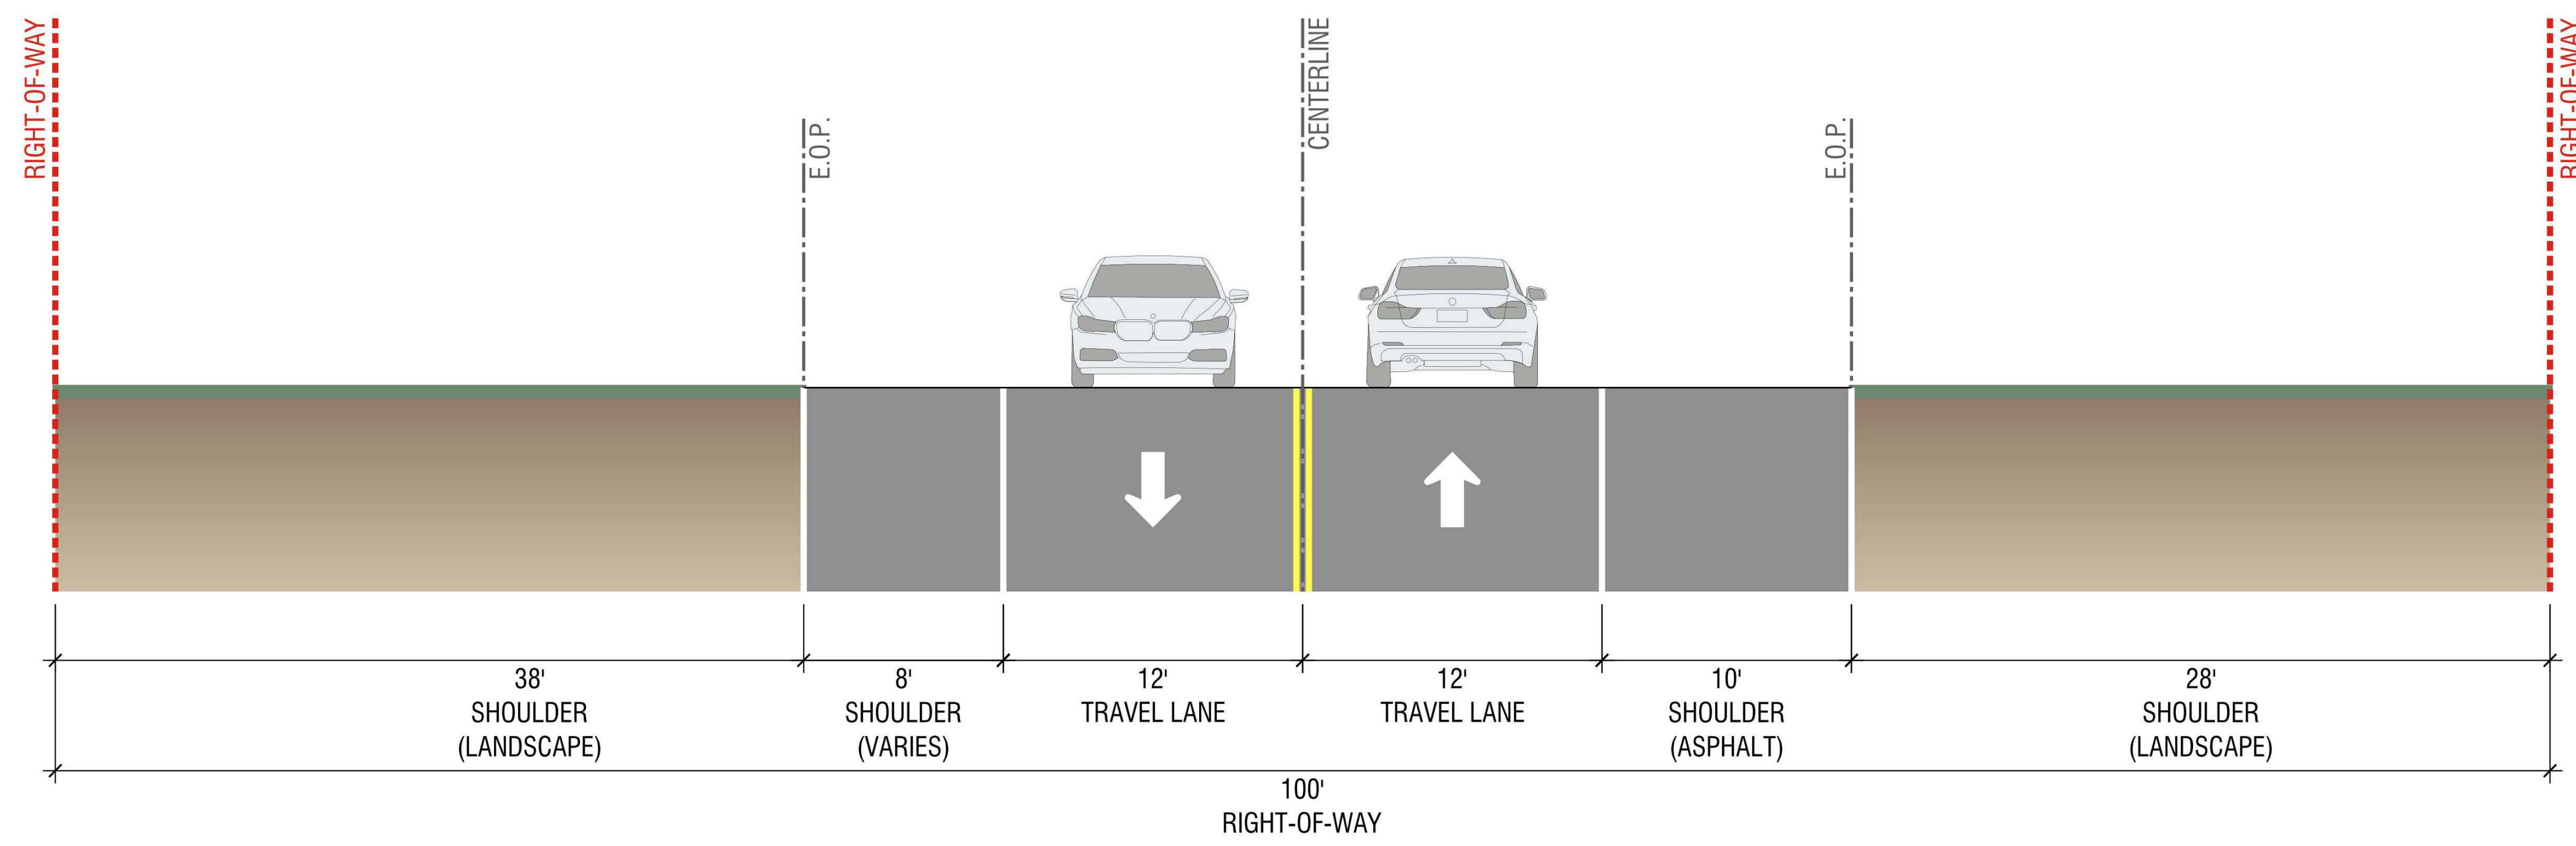 RIGHT-OF-WAY
E.O.P.
CENTERLINE
E.O.P.
RIGHT-OF-WAY
38'
SHOULDER
(LANDSCAPE)
8'
SHOULDER
(VARIES)
12'
TRAVEL LANE
12'
TRAVEL LANE
10'
SHOULDER
(ASPHALT)
28'
SHOULDER
(LANDSCAPE)
100'
RIGHT-OF-WAY